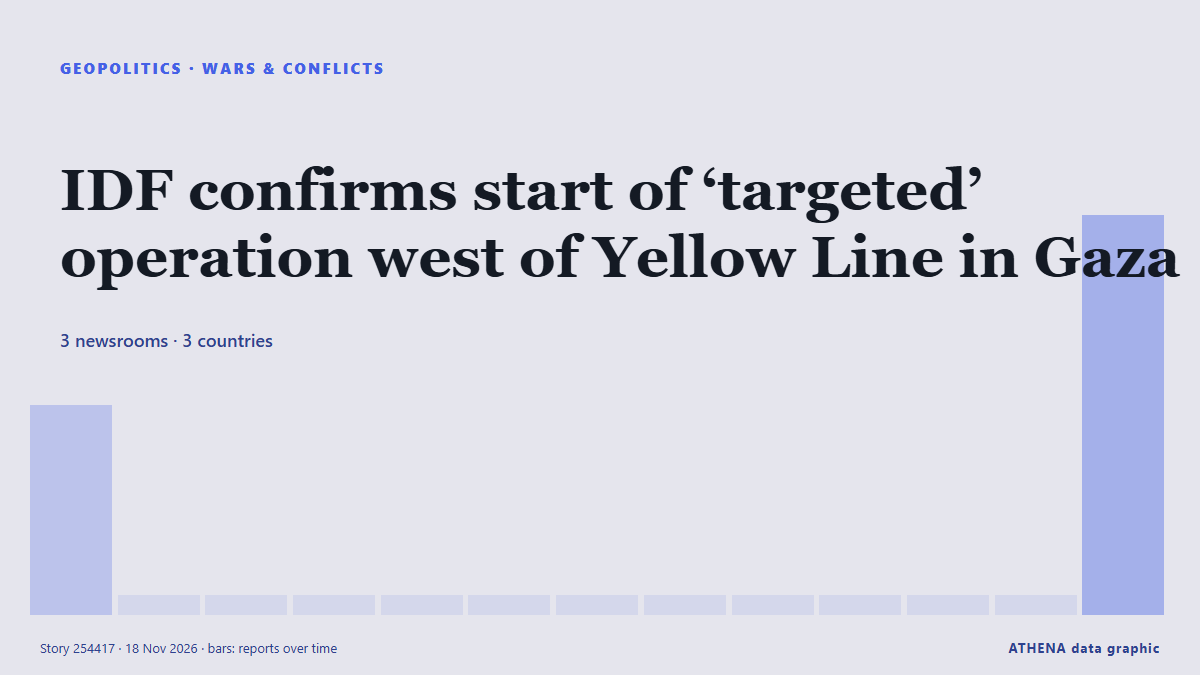 GEOPOLITICS · WARS & CONFLICTS
IDF confirms start of ‘targeted’
operation west of Yellow Line in Gaza
3 newsrooms · 3 countries
Story 254417 · 18 Nov 2026 · bars: reports over time
ATHENA data graphic